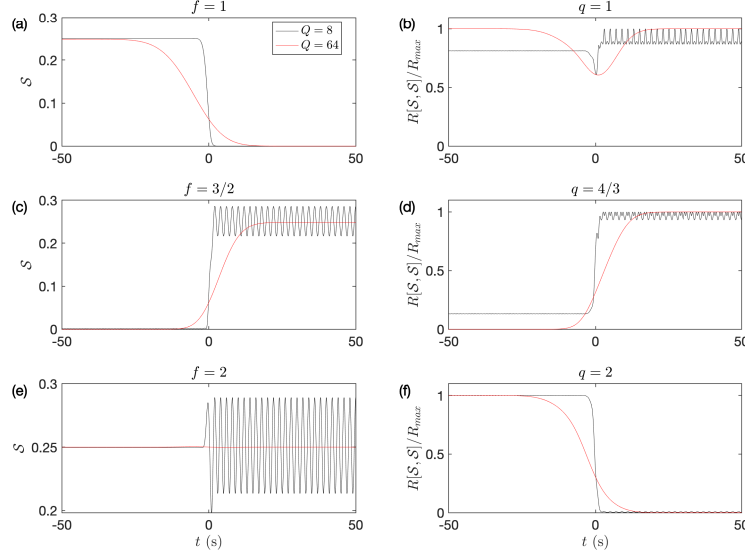 f = 1
q = 1
(a)
0.3
0.2
0.1
0
S
-50
0
50
Q = 8
Q = 64
(b)
1
0.5
0
R[S, S]/R_max
-50
0
50
f = 3/2
q = 4/3
(c)
0.3
0.2
0.1
0
S
-50
0
50
(d)
1
0.5
0
R[S, S]/R_max
-50
0
50
f = 2
q = 2
(e)
0.3
0.25
0.2
S
-50
0
50
t (s)
(f)
1
0.5
0
R[S, S]/R_max
-50
0
50
t (s)